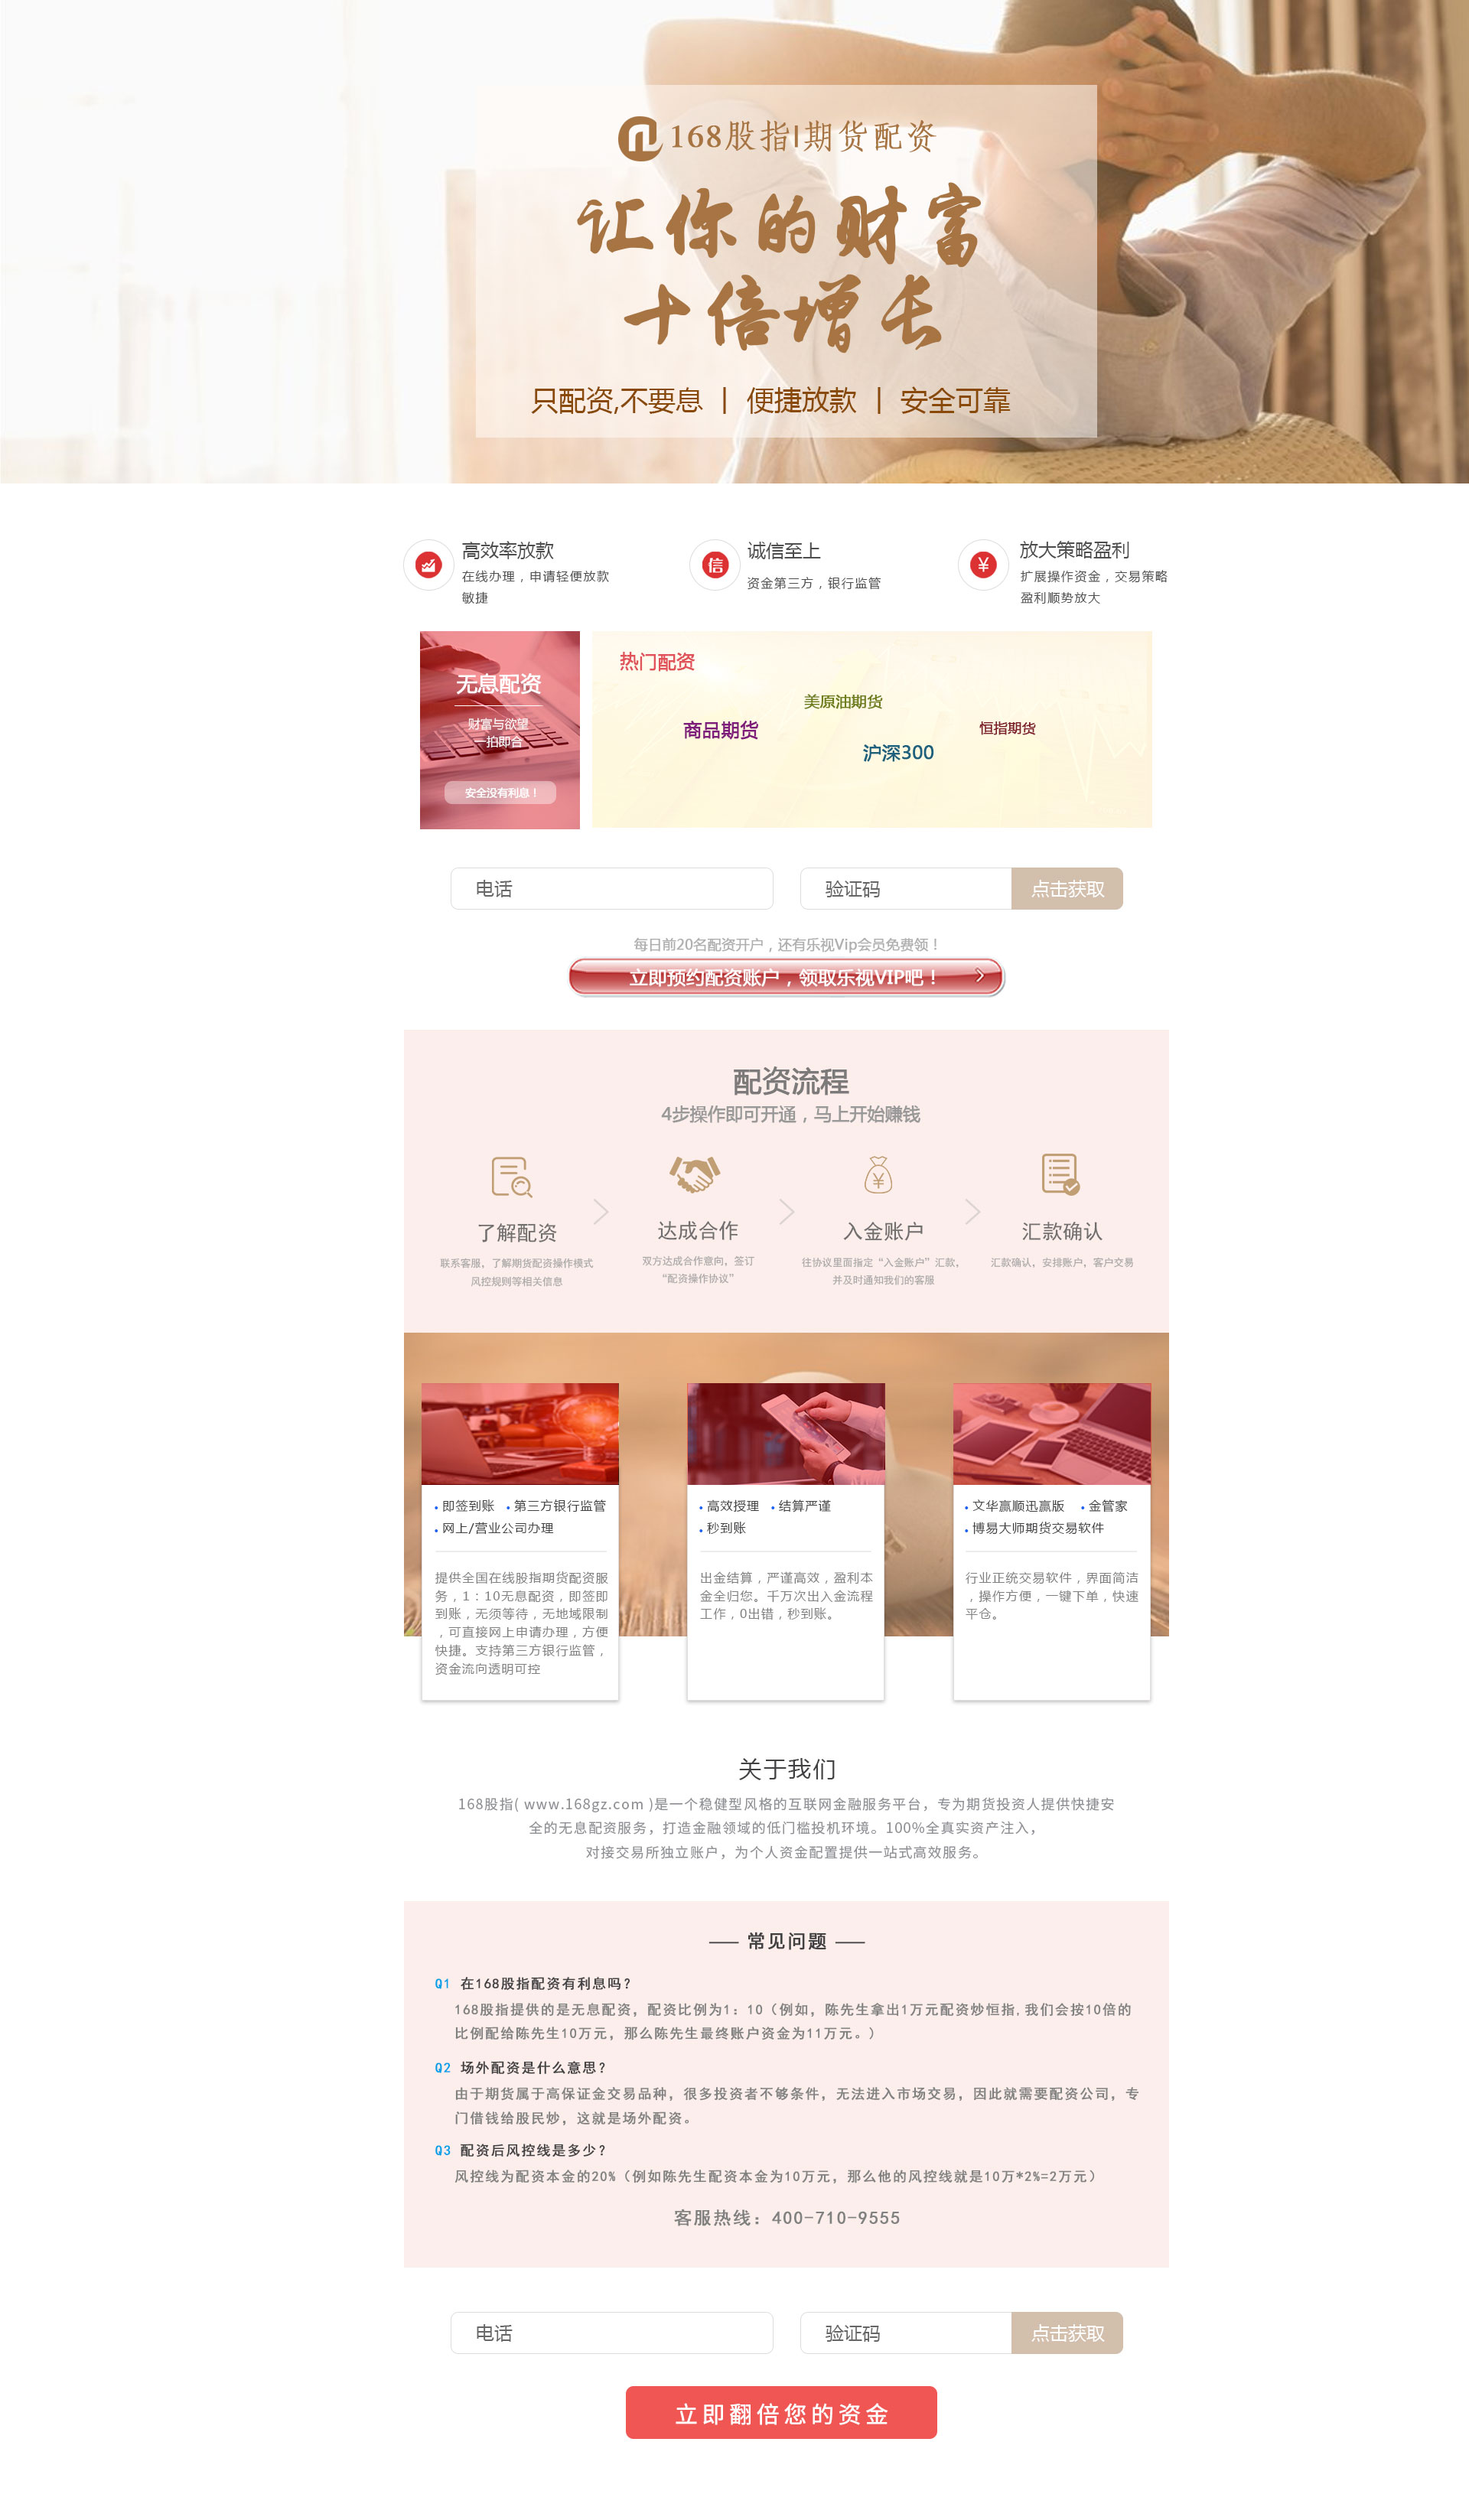 168股指|期货配资
让你的财富
十倍增长
只配资,不要息 | 便捷放款 | 安全可靠
高效率放款
在线办理，申请轻便放款
敏捷
信
诚信至上
资金第三方，银行监管
¥
放大策略盈利
扩展操作资金，交易策略
盈利顺势放大
无息配资
财富与欲望
一拍即合
安全没有利息！
热门配资
美原油期货
商品期货
恒指期货
沪深300
电话
验证码
点击获取
每日前20名配资开户，还有乐视Vip会员免费领！
立即预约配资账户，领取乐视VIP吧！
配资流程
4步操作即可开通，马上开始赚钱
了解配资
联系客服，了解期货配资操作模式
风控规则等相关信息
达成合作
双方达成合作意向，签订
“配资操作协议”
¥
入金账户
往协议里面指定“入金账户”汇款，
并及时通知我们的客服
汇款确认
汇款确认，安排账户，客户交易
• 即签到账 • 第三方银行监管
• 网上/营业公司办理
提供全国在线股指期货配资服
务，1：10无息配资，即签即
到账，无须等待，无地域限制
，可直接网上申请办理，方便
快捷。支持第三方银行监管，
资金流向透明可控
• 高效授理 • 结算严谨
• 秒到账
出金结算，严谨高效，盈利本
金全归您。千万次出入金流程
工作，0出错，秒到账。
• 文华赢顺迅赢版 • 金管家
• 博易大师期货交易软件
行业正统交易软件，界面简洁
，操作方便，一键下单，快速
平仓。
关于我们
168股指( www.168gz.com )是一个稳健型风格的互联网金融服务平台，专为期货投资人提供快捷安
全的无息配资服务，打造金融领域的低门槛投机环境。100%全真实资产注入，
对接交易所独立账户，为个人资金配置提供一站式高效服务。
常见问题
Q1 在168股指配资有利息吗？
168股指提供的是无息配资，配资比例为1：10（例如，陈先生拿出1万元配资炒恒指,我们会按10倍的
比例配给陈先生10万元，那么陈先生最终账户资金为11万元。）
Q2 场外配资是什么意思？
由于期货属于高保证金交易品种，很多投资者不够条件，无法进入市场交易，因此就需要配资公司，专
门借钱给股民炒，这就是场外配资。
Q3 配资后风控线是多少？
风控线为配资本金的20%（例如陈先生配资本金为10万元，那么他的风控线就是10万*2%=2万元）
客服热线：400-710-9555
电话
验证码
点击获取
立即翻倍您的资金